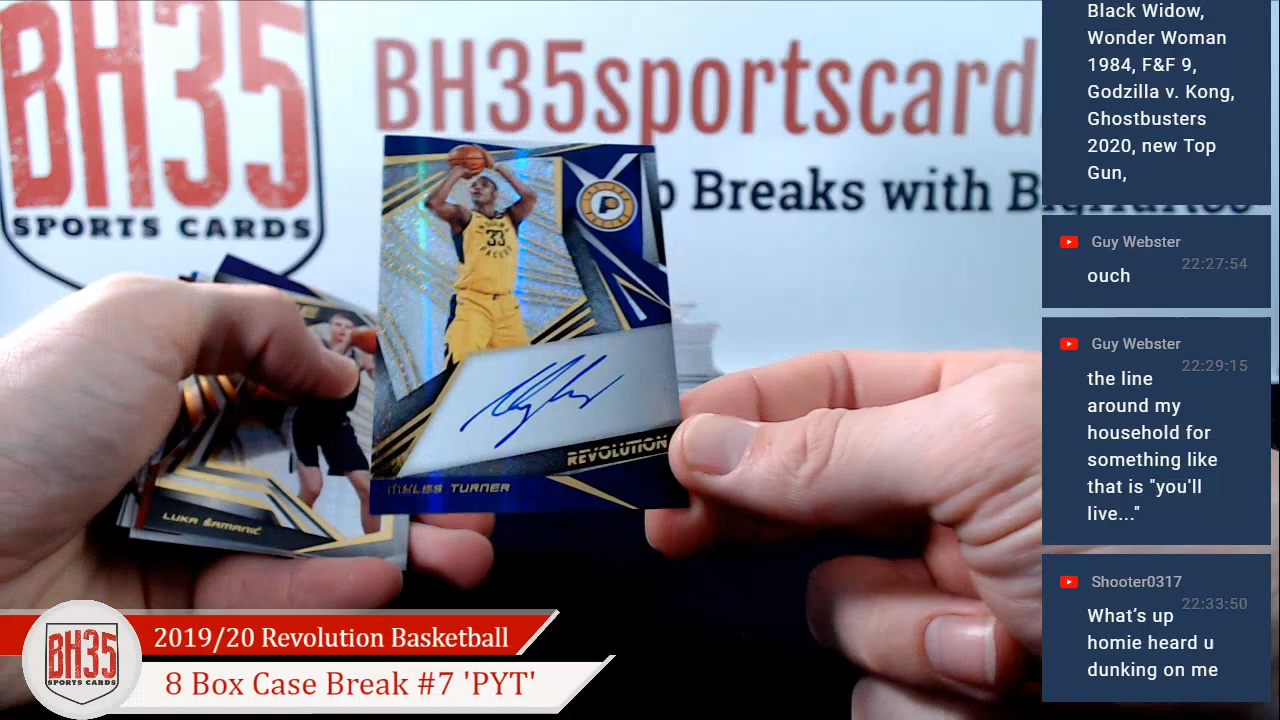 BH35
SPORTS CARDS
BH35sportscard
p Breaks with
33
PACERS
REVOLUTION
MYLES TURNER
LUKA ŠAMANIĆ
BH35
SPORTS CARDS
2019/20 Revolution Basketball
8 Box Case Break #7 'PYT'
Black Widow,
Wonder Woman
1984, F&F 9,
Godzilla v. Kong,
Ghostbusters
2020, new Top
Gun,
Guy Webster
22:27:54
ouch
Guy Webster
22:29:15
the line
around my
household for
something like
that is "you'll
live..."
Shooter0317
22:33:50
What's up
homie heard u
dunking on me